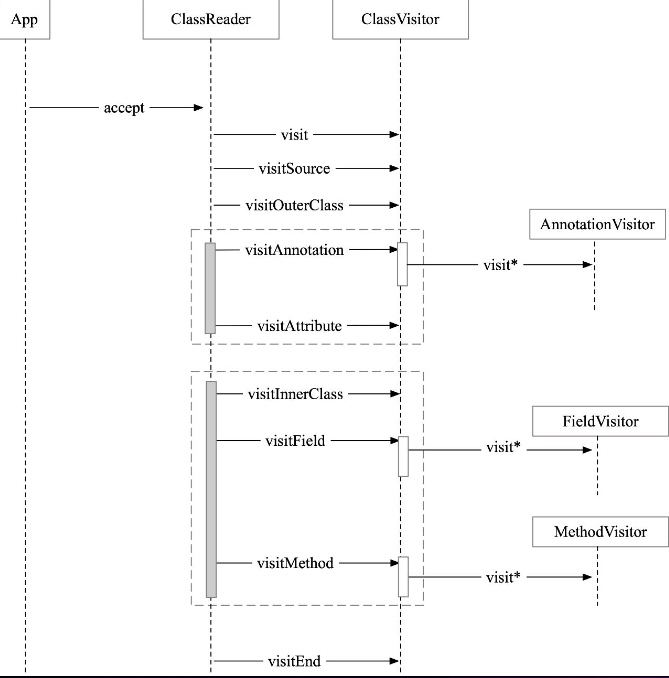 App
ClassReader
ClassVisitor
accept
visit
visitSource
visitOuterClass
AnnotationVisitor
visitAnnotation
visit*
visitAttribute
visitInnerClass
FieldVisitor
visitField
visit*
MethodVisitor
visitMethod
visit*
visitEnd